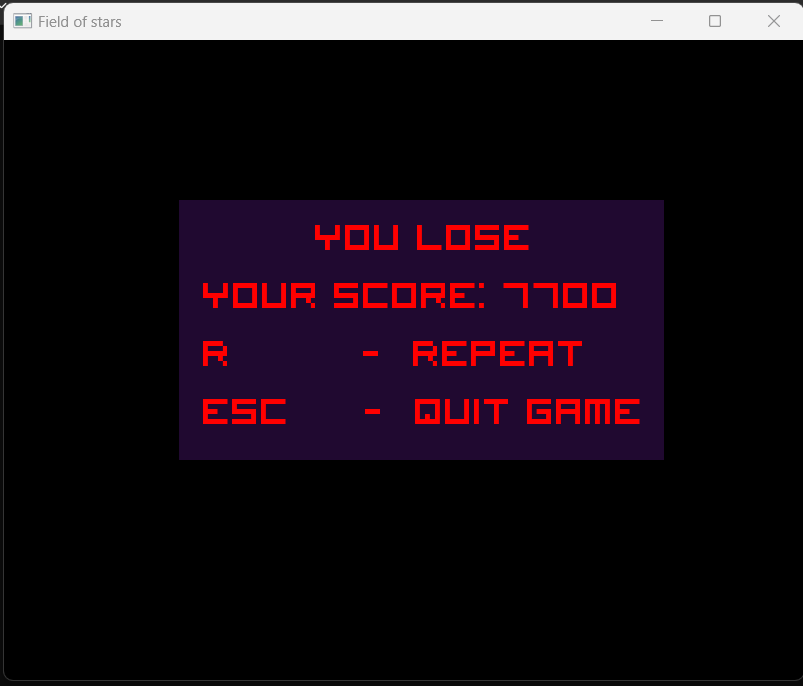 Field of stars
YOU LOSE
YOUR SCORE: 7700
R - REPEAT
ESC - QUIT GAME